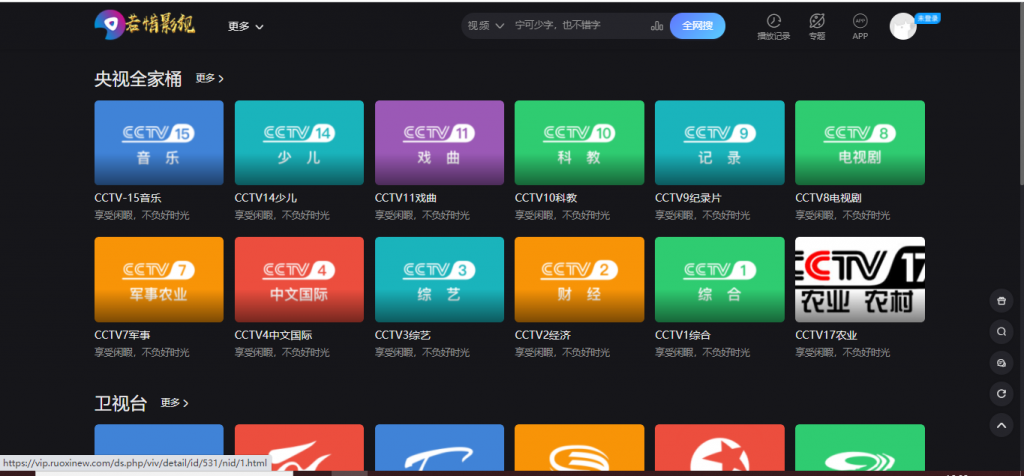 若惜影视
更多
视频
宁可少字，也不错字
全网搜
播放记录
专题
APP
APP
未登录
央视全家桶 更多
CCTV 15
音乐
CCTV 14
少儿
CCTV 11
戏曲
CCTV 10
科教
CCTV 9
记录
CCTV 8
电视剧
CCTV-15音乐
CCTV14少儿
CCTV11戏曲
CCTV10科教
CCTV9纪录片
CCTV8电视剧
享受闲暇，不负好时光
享受闲暇，不负好时光
享受闲暇，不负好时光
享受闲暇，不负好时光
享受闲暇，不负好时光
享受闲暇，不负好时光
CCTV 7
军事农业
CCTV 4
中文国际
CCTV 3
综艺
CCTV 2
财经
CCTV 1
综合
CCTV 17
农业 农村
CCTV7军事
CCTV4中文国际
CCTV3综艺
CCTV2经济
CCTV1综合
CCTV17农业
享受闲暇，不负好时光
享受闲暇，不负好时光
享受闲暇，不负好时光
享受闲暇，不负好时光
享受闲暇，不负好时光
享受闲暇，不负好时光
卫视台 更多
https://vip.ruoxinew.com/ds.php/viv/detail/id/531/nid/1.html